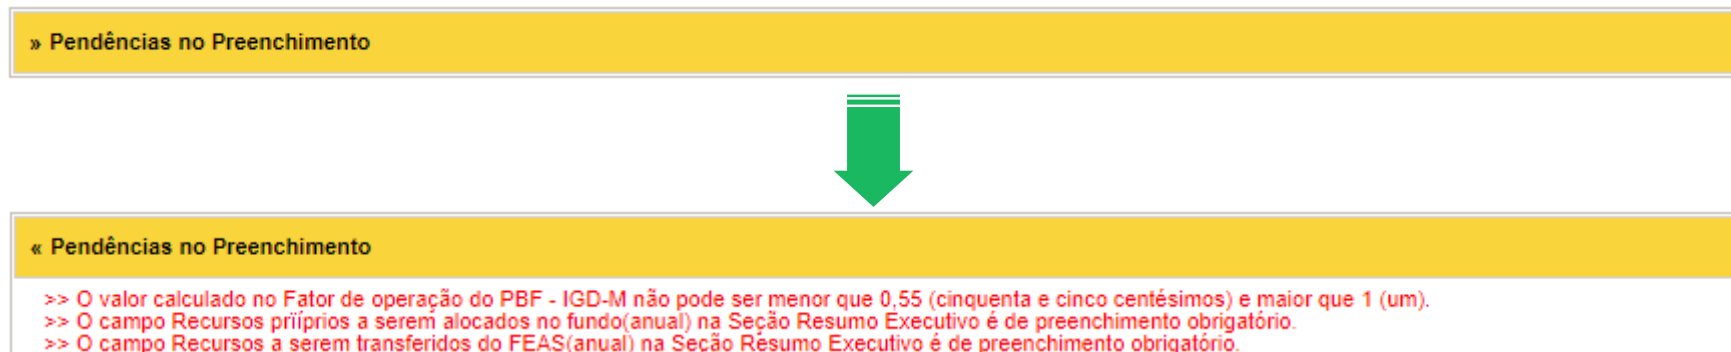 » Pendências no Preenchimento
« Pendências no Preenchimento
>> O valor calculado no Fator de operação do PBF - IGD-M não pode ser menor que 0,55 (cinquenta e cinco centésimos) e maior que 1 (um).
>> O campo Recursos priíprios a serem alocados no fundo(anual) na Seção Resumo Executivo é de preenchimento obrigatório.
>> O campo Recursos a serem transferidos do FEAS(anual) na Seção Resumo Executivo é de preenchimento obrigatório.